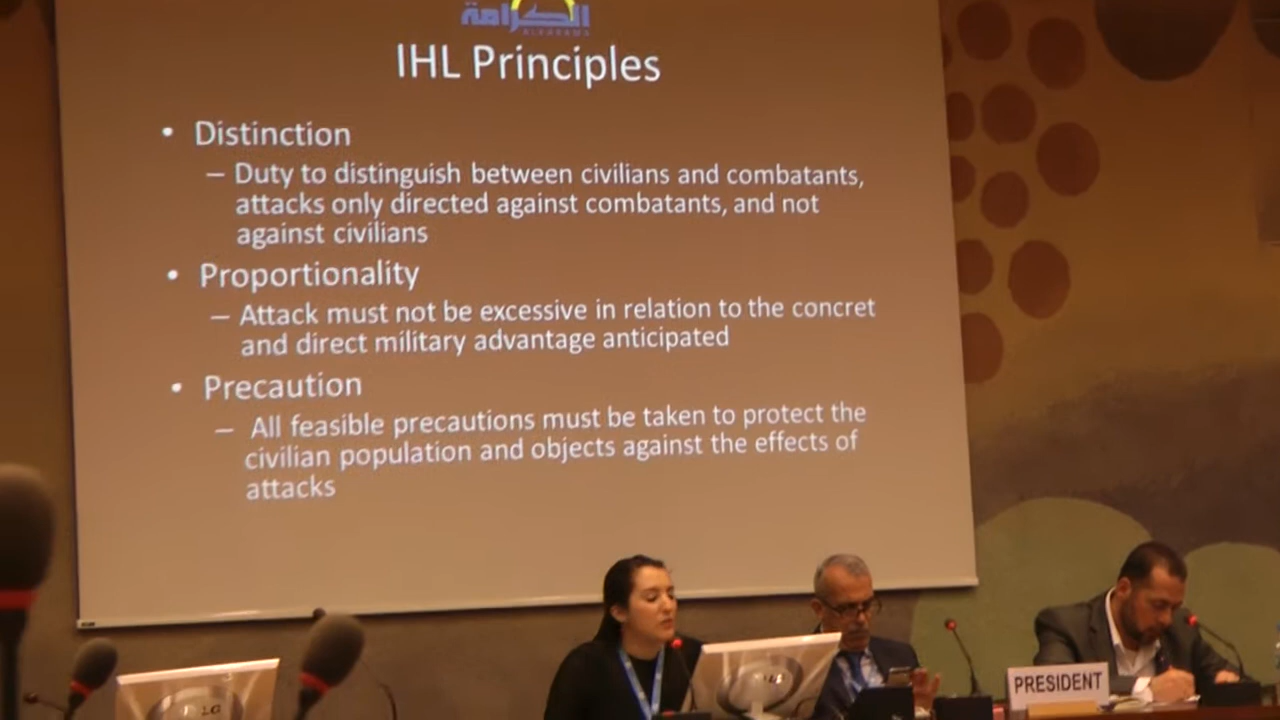 الكرامة
ALKARAMA
IHL Principles
• Distinction
– Duty to distinguish between civilians and combatants,
attacks only directed against combatants, and not
against civilians
• Proportionality
– Attack must not be excessive in relation to the concret
and direct military advantage anticipated
• Precaution
– All feasible precautions must be taken to protect the
civilian population and objects against the effects of
attacks
PRESIDENT
LG